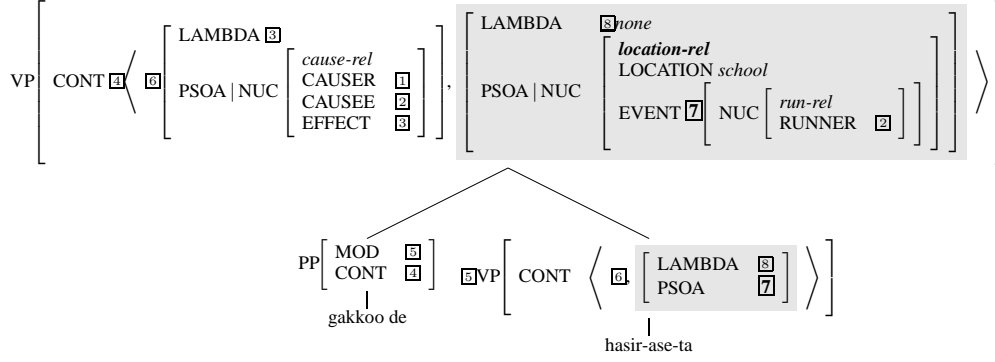 VP[CONT [4]⟨ [6][LAMBDA [3]
PSOA | NUC [cause-rel
CAUSER [1]
CAUSEE [2]
EFFECT [3]]],
[LAMBDA [8]none
PSOA | NUC [location-rel
LOCATION school
EVENT [7][NUC [run-rel
RUNNER [2]]]]]⟩]
PP[MOD [5]
CONT [4]]
gakkoo de
[5]VP[CONT ⟨ [6], [LAMBDA [8]
PSOA [7]]⟩]
hasir-ase-ta